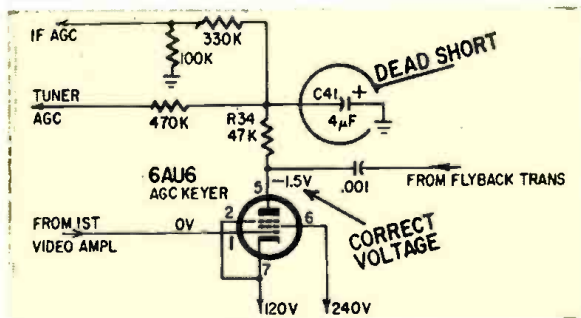 IF AGC
330K
100K
DEAD SHORT
TUNER
AGC
470K
R34
47K
C41
+
4µF
6AU6
AGC KEYER
5
-1.5V
.001
FROM FLYBACK TRANS
FROM 1ST
VIDEO AMPL
0V
2
1
6
7
CORRECT
VOLTAGE
120V
240V